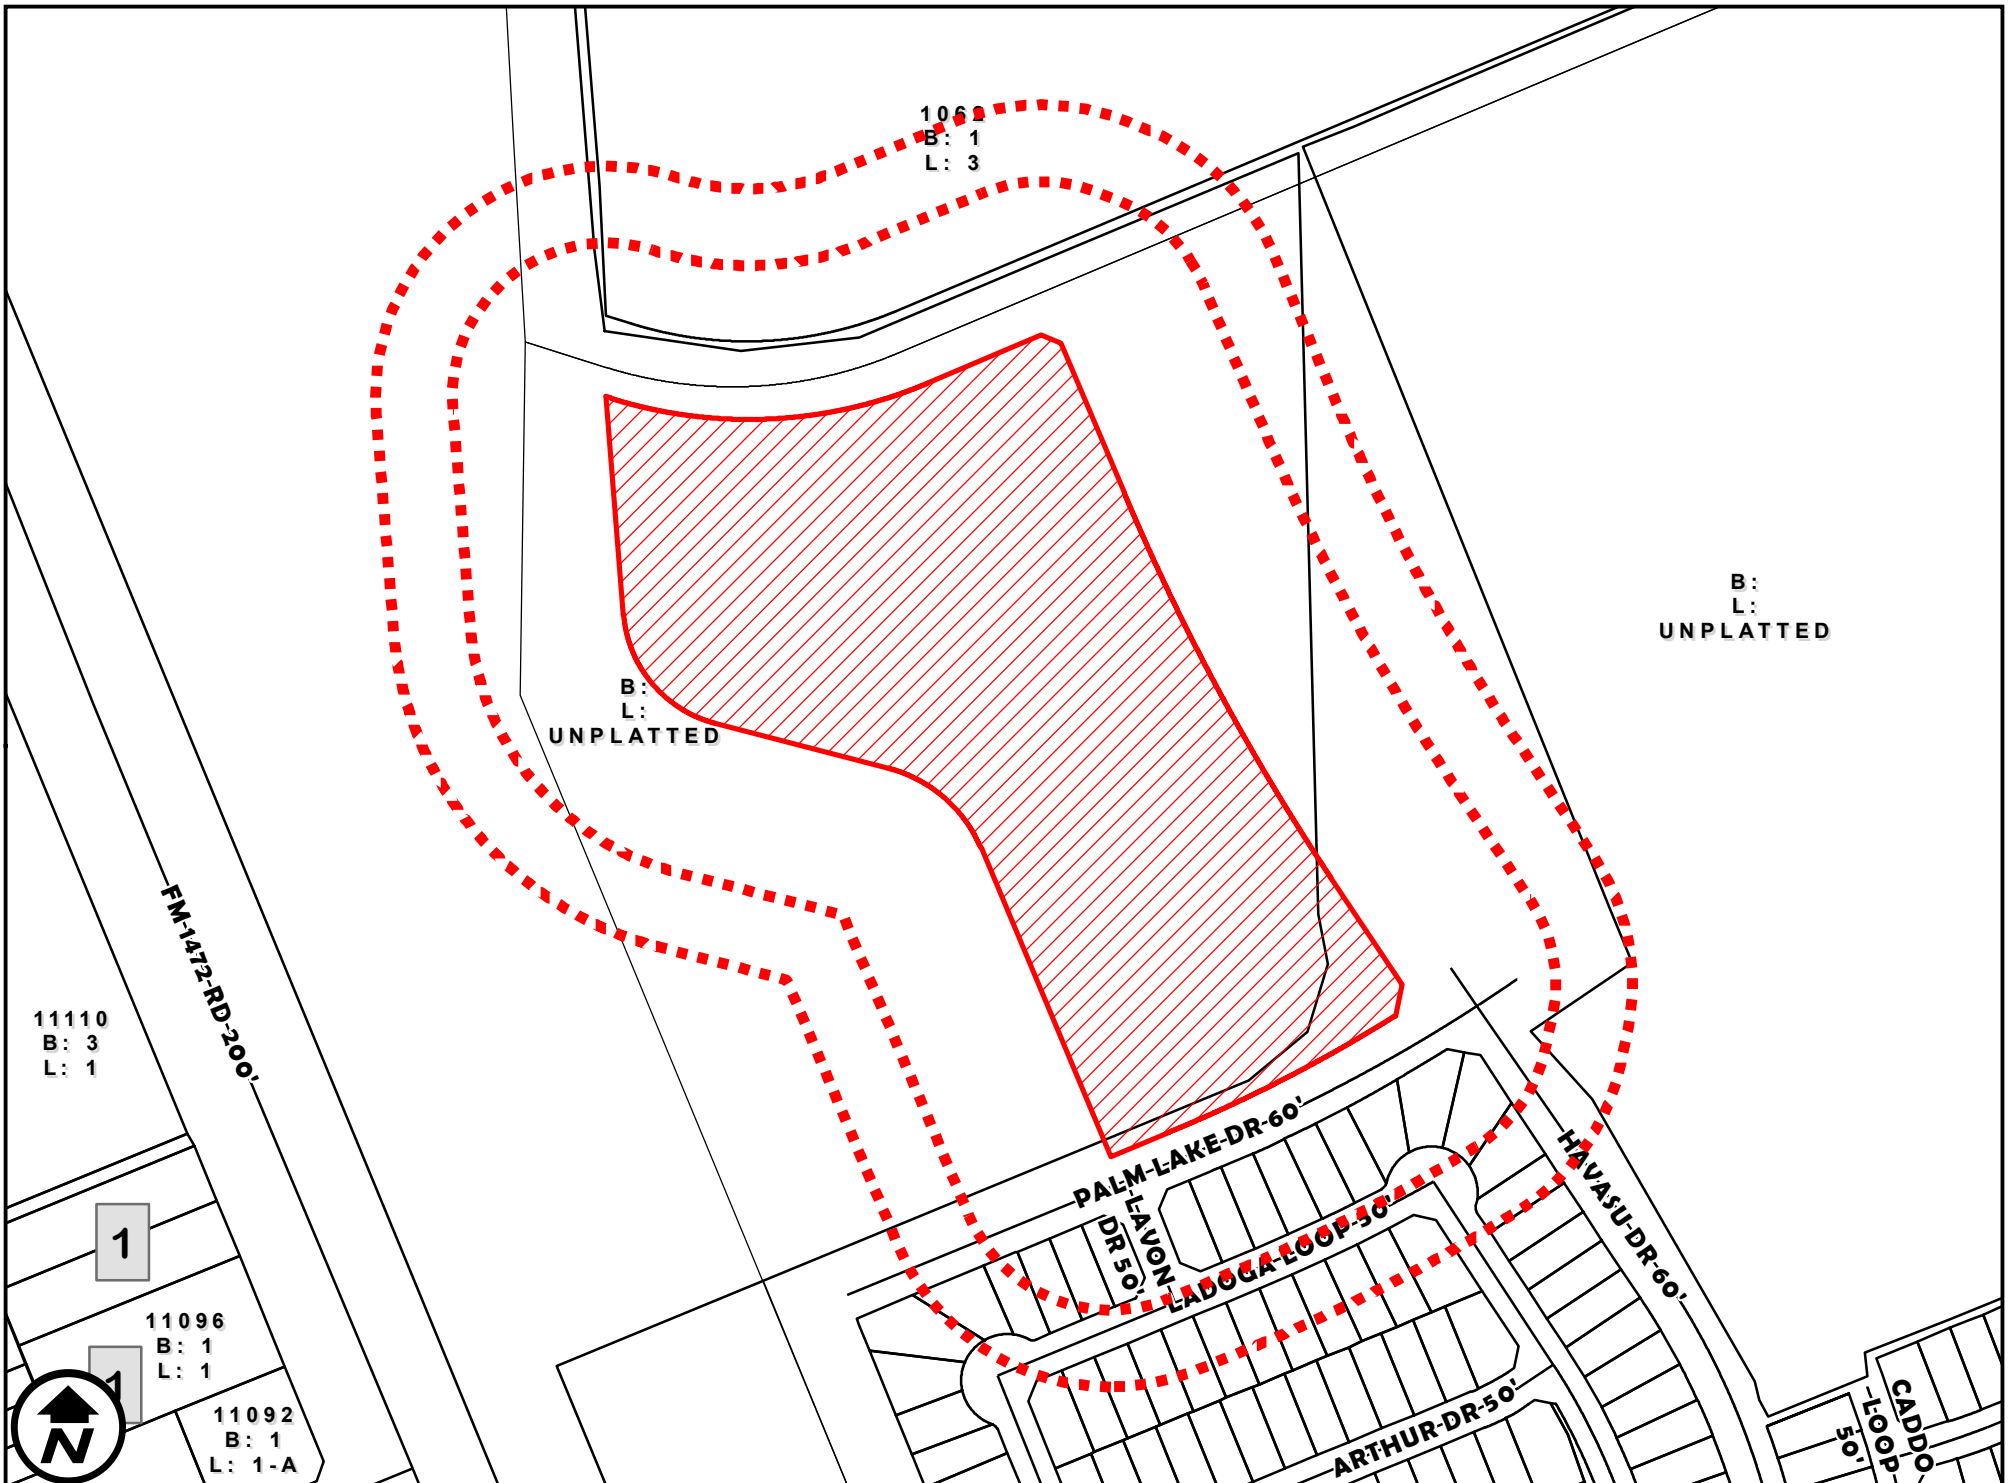 1062
B: 1
L: 3
B:
L:
UNPLATTED
B:
L:
UNPLATTED
FM-1472-RD-200'
11110
B: 3
L: 1
PALM-LAKE-DR-60'
LAVON
DR 50'
LADOGA-LOOP-50'
HAVASU-DR-60'
1
11096
B: 1
L: 1
1
11092
B: 1
L: 1-A
N
ARTHUR-DR-50'
CADDO
LOOP
50'